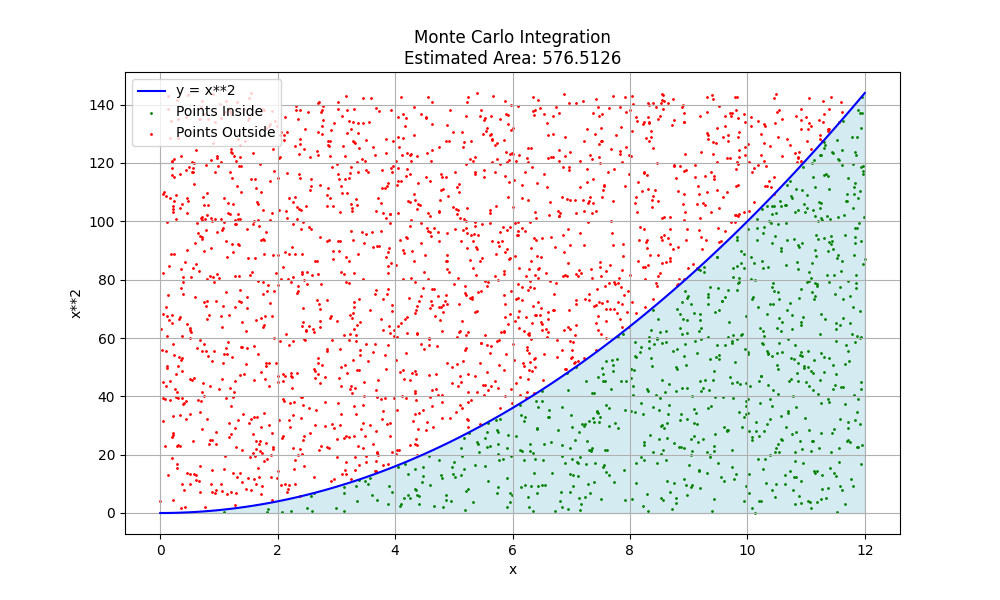 Monte Carlo Integration
Estimated Area: 576.5126
y = x**2
Points Inside
Points Outside
140
120
100
80
60
40
20
0
x**2
0 2 4 6 8 10 12
x